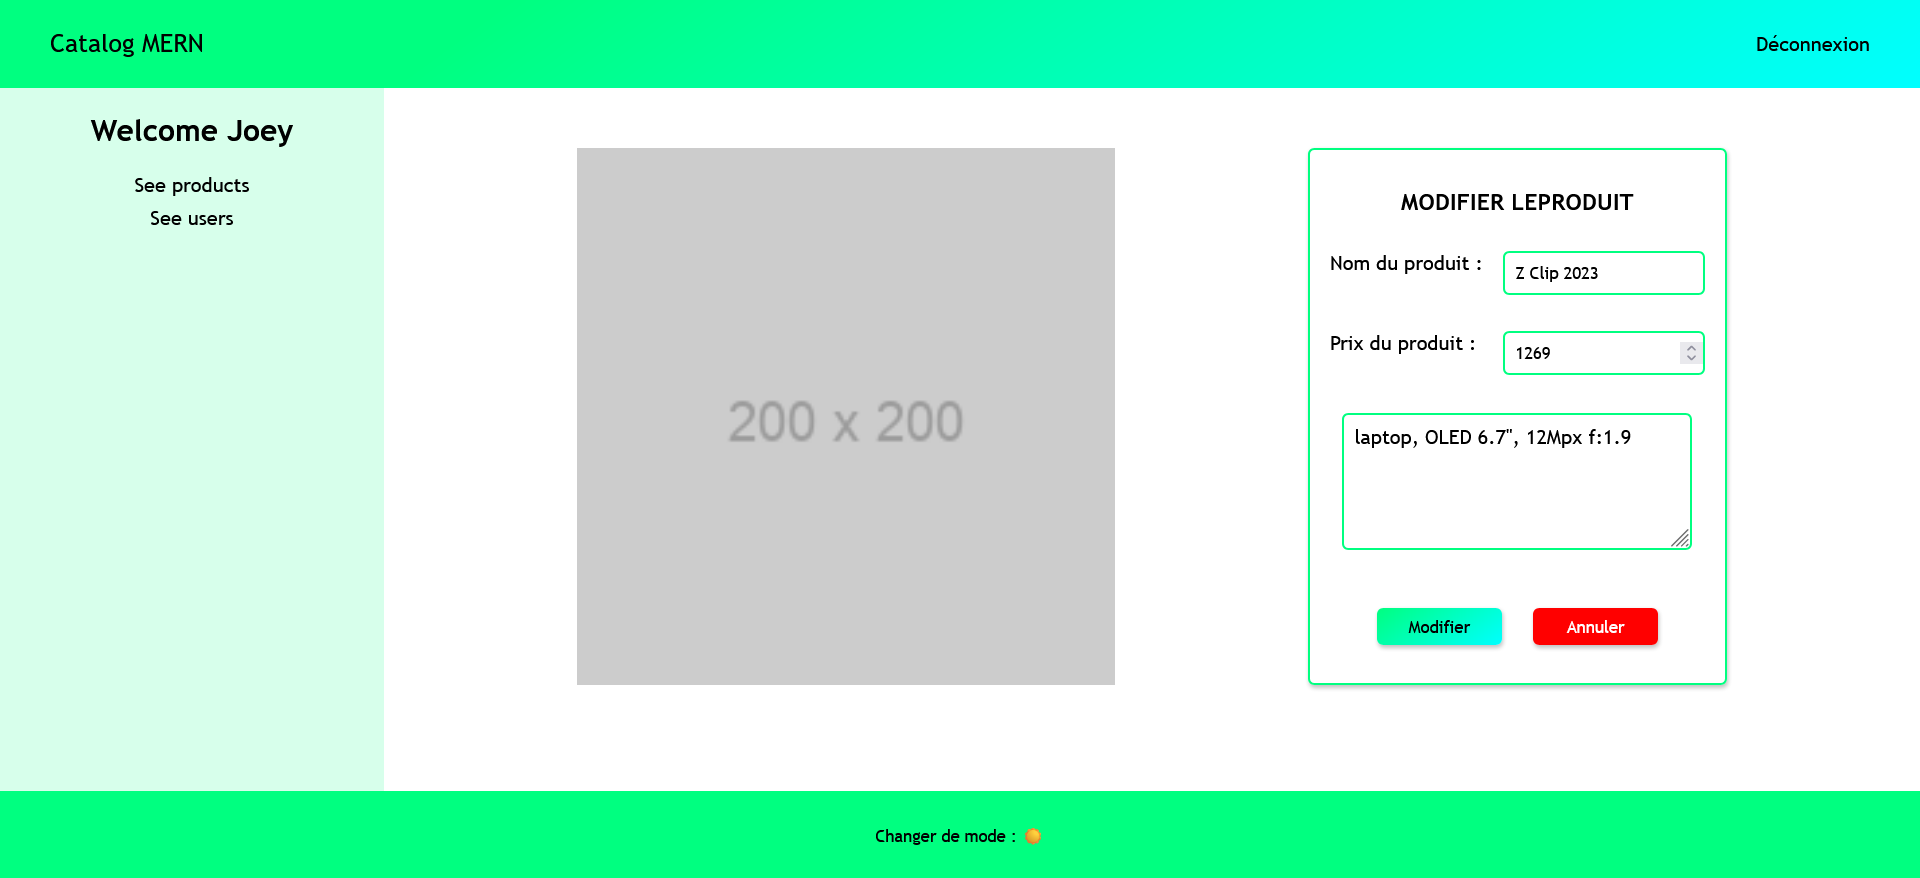 Catalog MERN
Déconnexion
Welcome Joey
See products
See users
200 x 200
MODIFIER LEPRODUIT
Nom du produit :
Z Clip 2023
Prix du produit :
1269
laptop, OLED 6.7", 12Mpx f:1.9
Modifier
Annuler
Changer de mode :